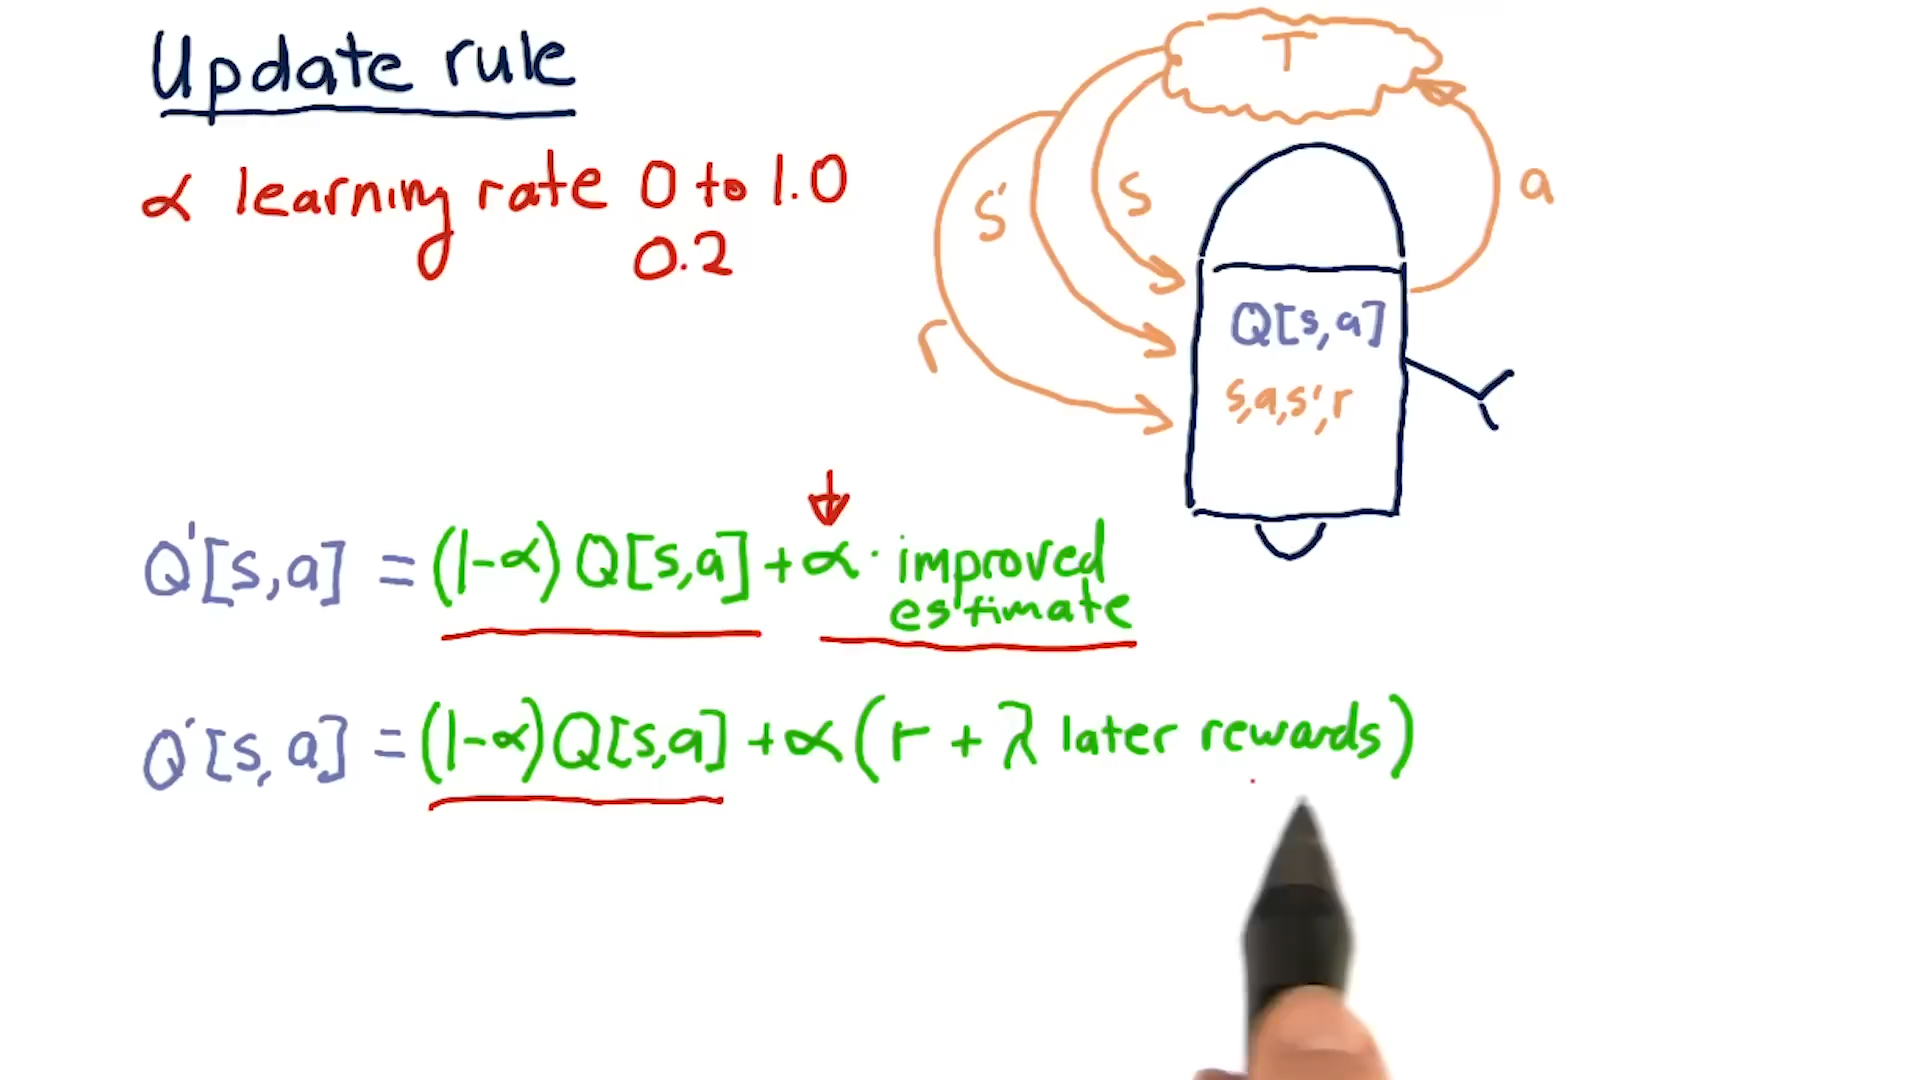 Update rule
α learning rate 0 to 1.0
0.2
T
s'
s
a
r
Q[s,a]
s,a,s',r
Q'[s,a] = (1-α) Q[s,a] + α · improved
estimate
Q'[s,a] = (1-α) Q[s,a] + α (r + λ later rewards)